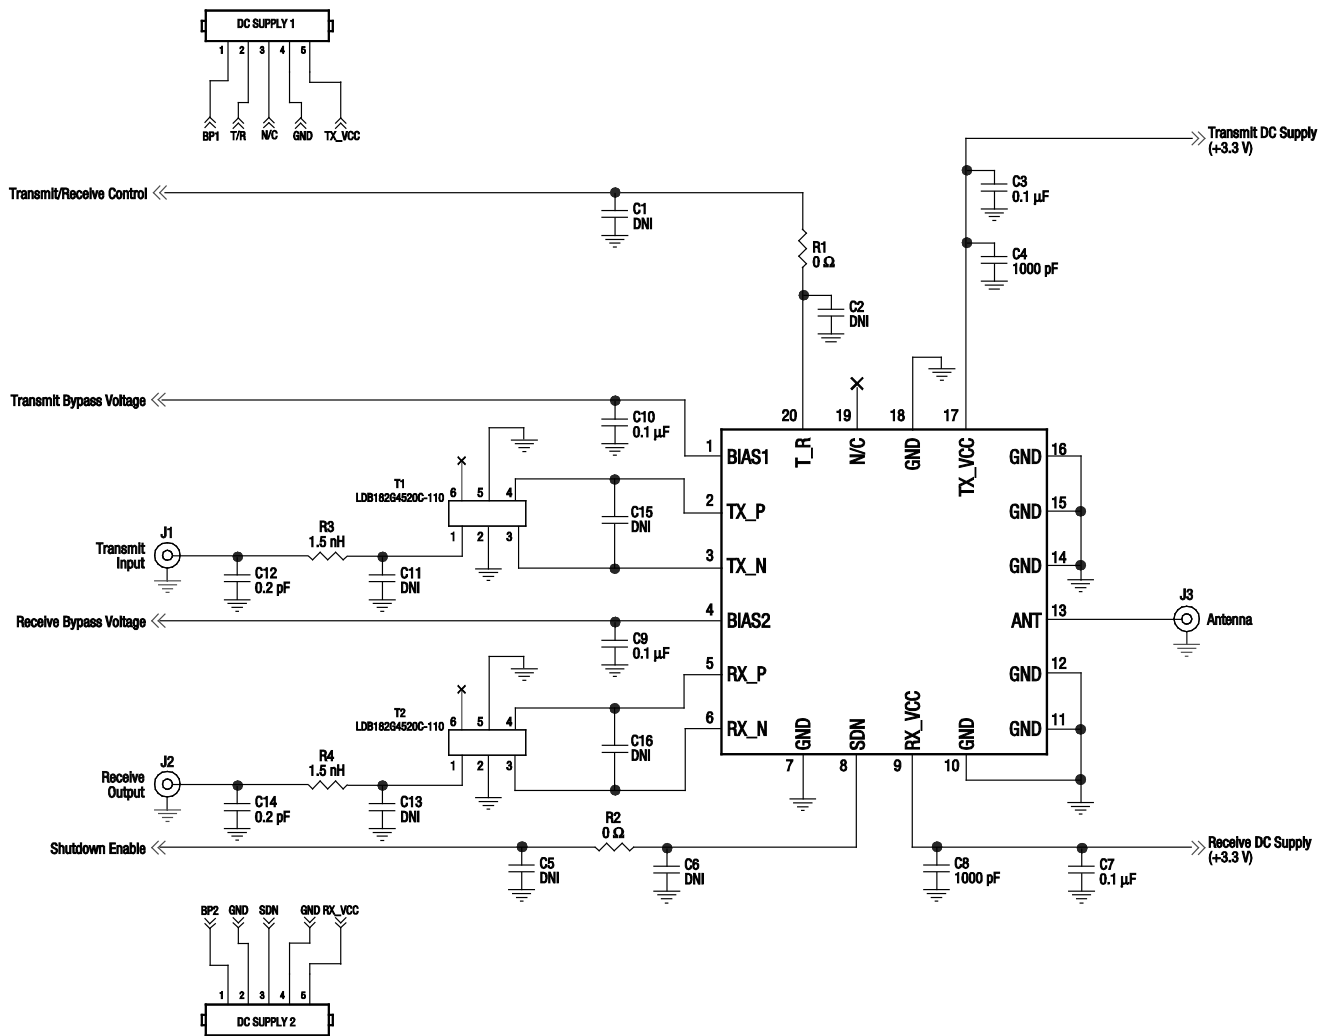 DC SUPPLY 1
1 2 3 4 5
BP1 T/R N/C GND TX_VCC
Transmit DC Supply
(+3.3 V)
C3
0.1 µF
Transmit/Receive Control
C1
DNI
R1
0 Ω
C4
1000 pF
C2
DNI
Transmit Bypass Voltage
C10
0.1 µF
20 19 18 17
T_R N/C GND TX_VCC
1 BIAS1
GND 16
T1
LDB182G4520C-110
6 5 4
1 2 3
C15
DNI
2 TX_P
GND 15
J1
Transmit
Input
R3
1.5 nH
C12
0.2 pF
C11
DNI
3 TX_N
GND 14
Receive Bypass Voltage
C9
0.1 µF
4 BIAS2
ANT 13
J3
Antenna
5 RX_P
GND 12
T2
LDB182G4520C-110
6 5 4
1 2 3
C16
DNI
6 RX_N
GND 11
GND SDN RX_VCC GND
7 8 9 10
J2
Receive
Output
R4
1.5 nH
C14
0.2 pF
C13
DNI
Shutdown Enable
R2
0 Ω
C5
DNI
C6
DNI
C8
1000 pF
C7
0.1 µF
Receive DC Supply
(+3.3 V)
BP2 GND SDN GND RX_VCC
1 2 3 4 5
DC SUPPLY 2